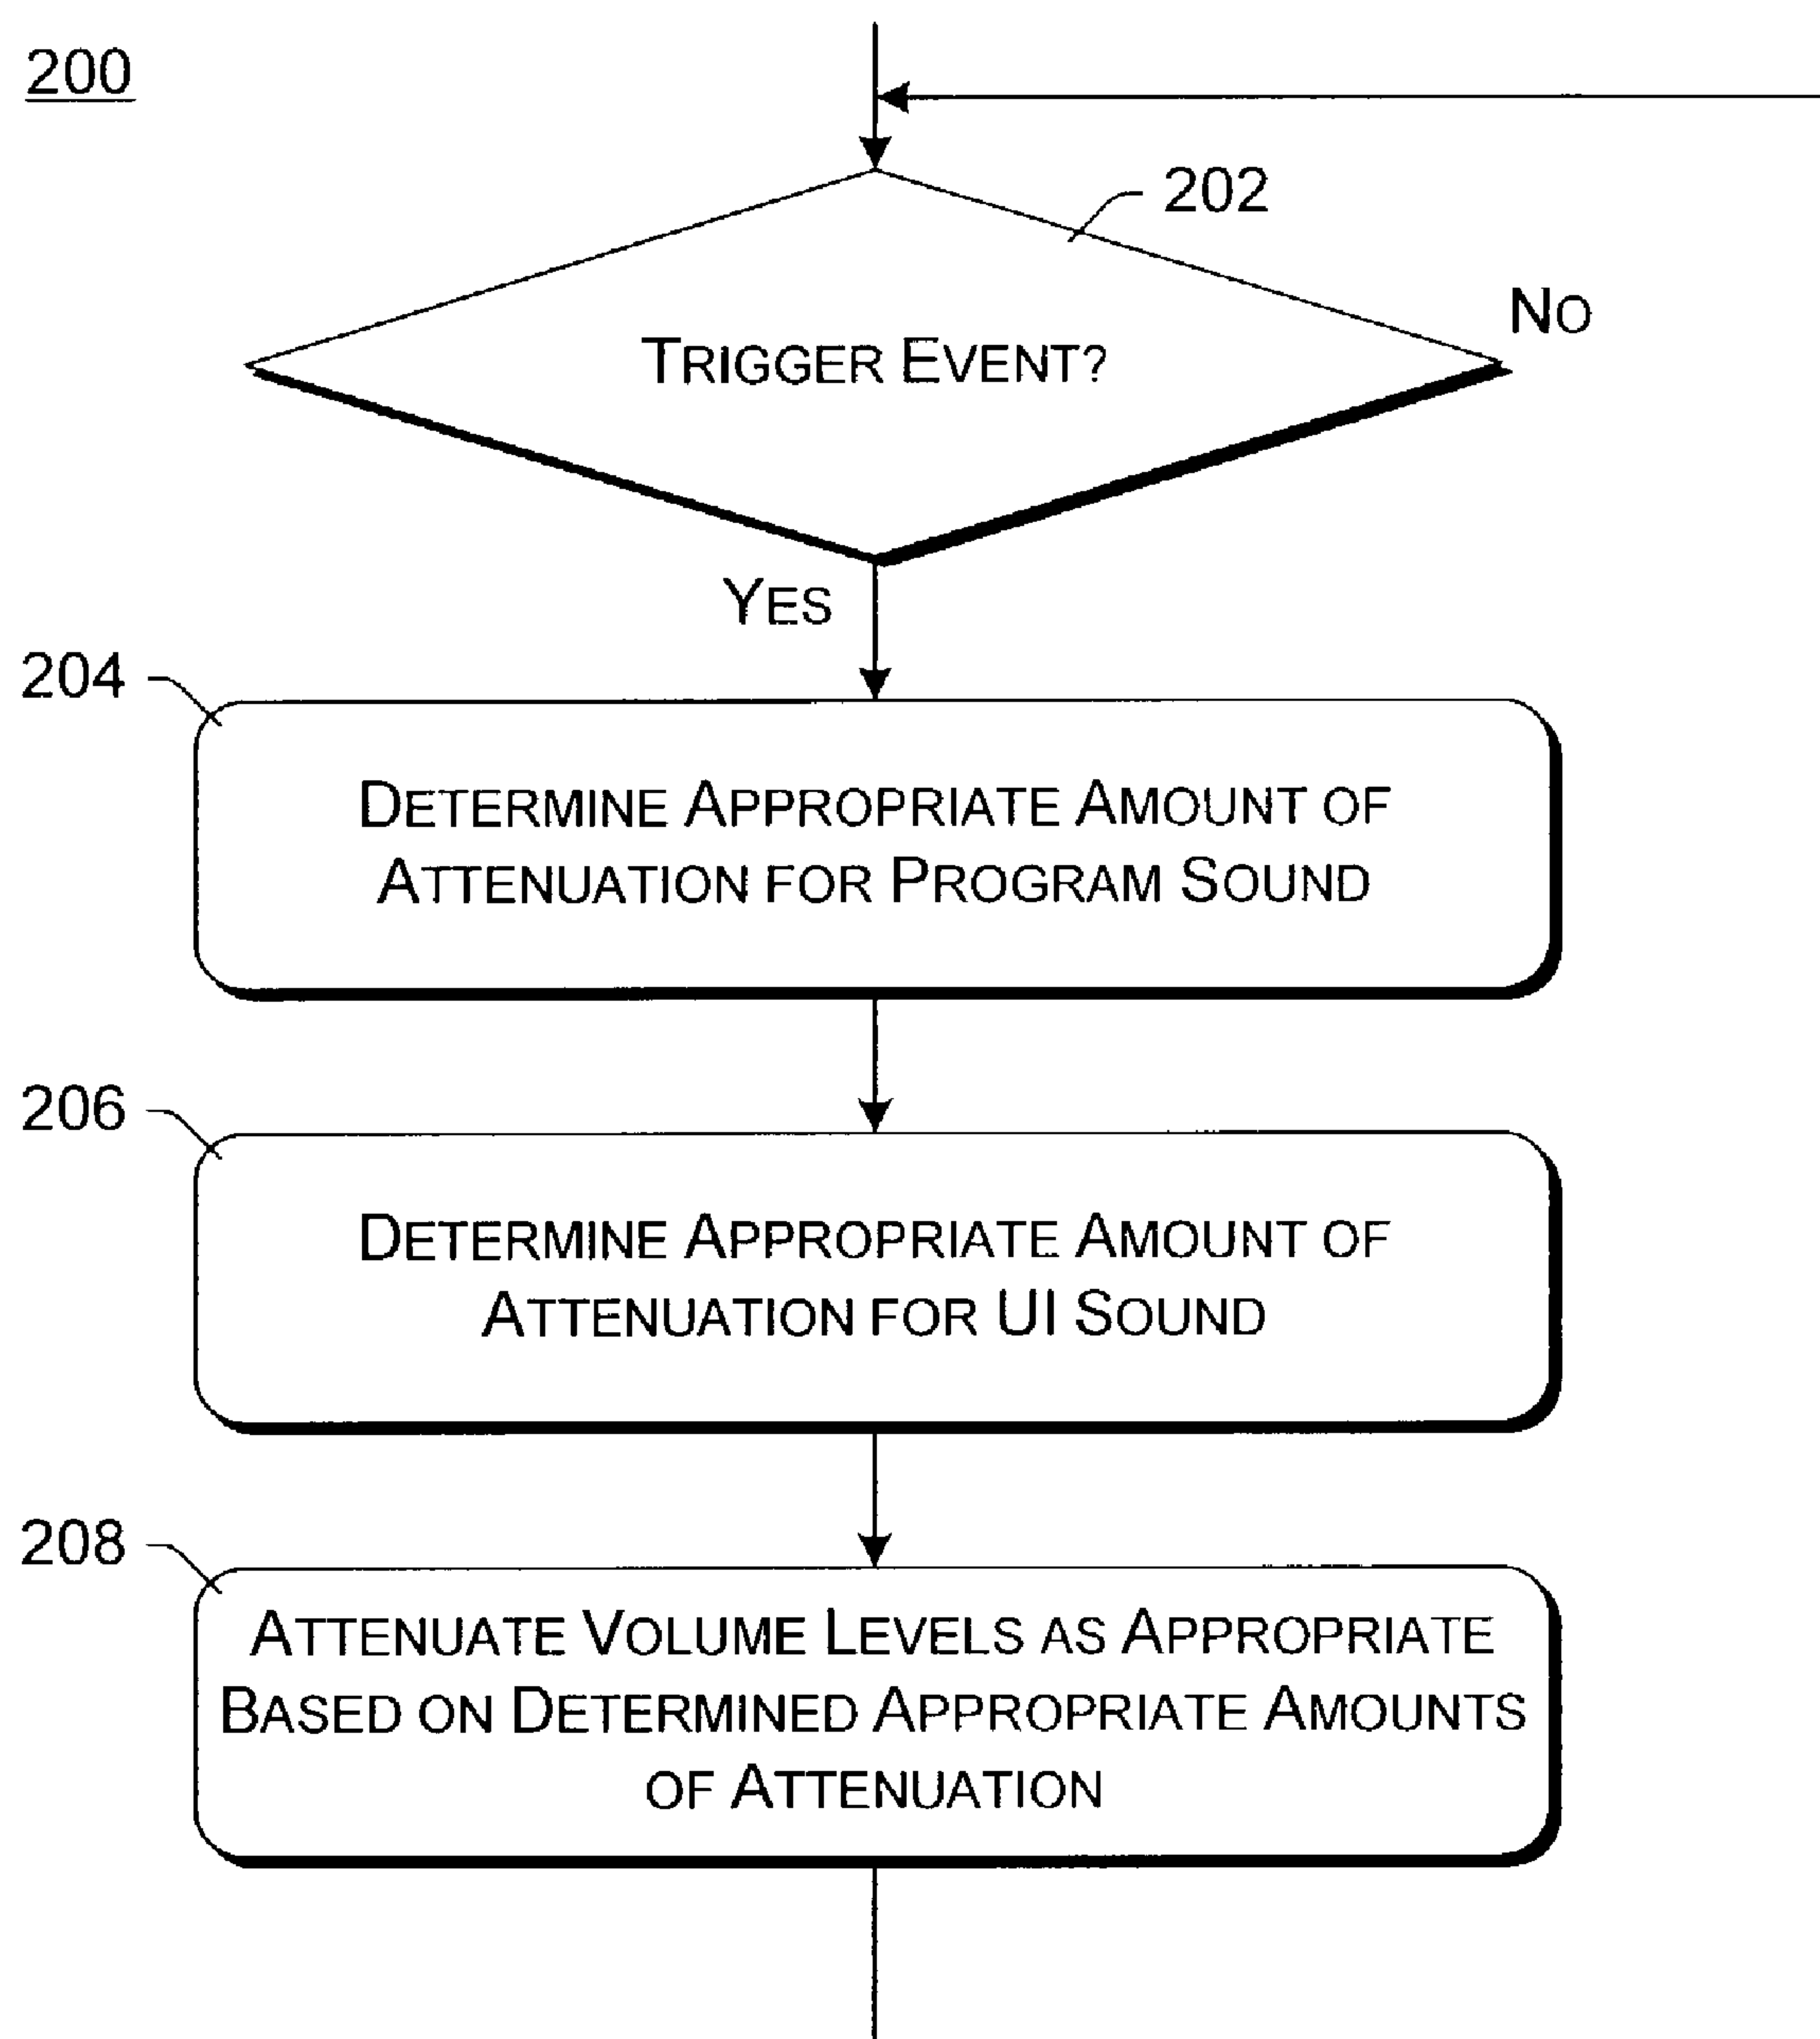 200
202
NO
TRIGGER EVENT?
YES
204
DETERMINE APPROPRIATE AMOUNT OF
ATTENUATION FOR PROGRAM SOUND
206
DETERMINE APPROPRIATE AMOUNT OF
ATTENUATION FOR UI SOUND
208
ATTENUATE VOLUME LEVELS AS APPROPRIATE
BASED ON DETERMINED APPROPRIATE AMOUNTS
OF ATTENUATION